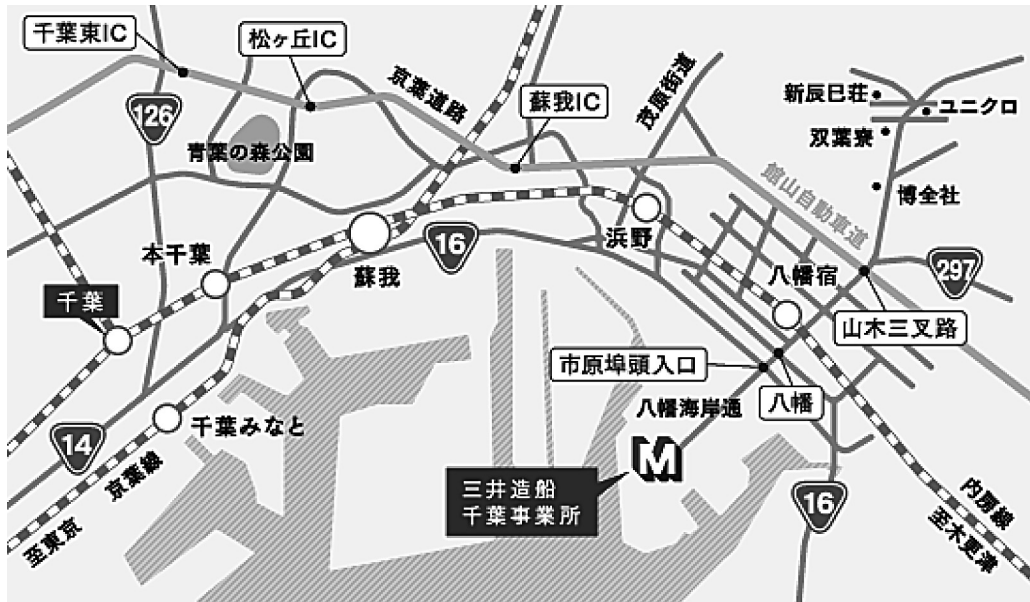 千葉東IC
松ヶ丘IC
京葉道路
蘇我IC
茂原街道
新辰巳荘
ユニクロ
双葉寮
博全社
126
青葉の森公園
館山自動車道
16
浜野
本千葉
蘇我
八幡宿
297
千葉
山木三叉路
市原埠頭入口
八幡
八幡海岸通
千葉みなと
14
京葉線
至東京
M
三井造船
千葉事業所
16
内房線
至木更津